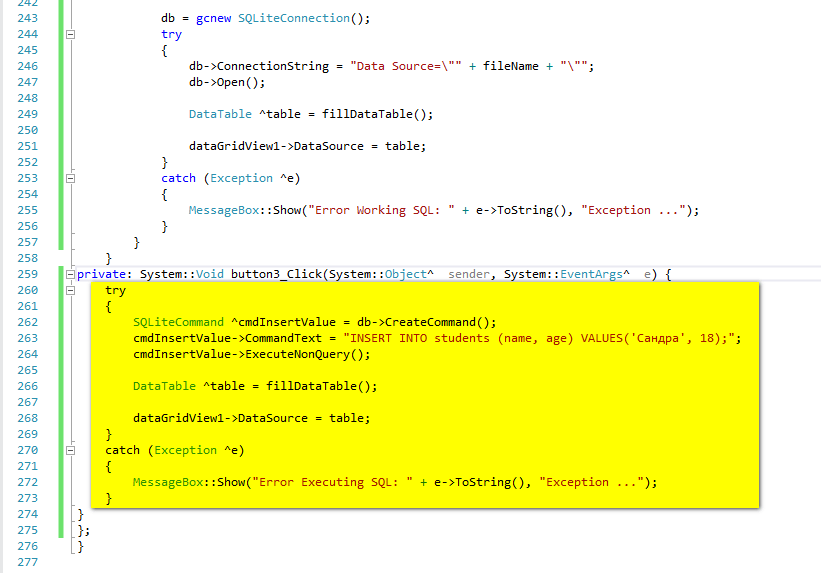 242
243 db = gcnew SQLiteConnection();
244 try
245 {
246 db->ConnectionString = "Data Source=\"" + fileName + "\"";
247 db->Open();
248
249 DataTable ^table = fillDataTable();
250
251 dataGridView1->DataSource = table;
252 }
253 catch (Exception ^e)
254 {
255 MessageBox::Show("Error Working SQL: " + e->ToString(), "Exception ...");
256 }
257 }
258 }
259 private: System::Void button3_Click(System::Object^  sender, System::EventArgs^  e) {
260 try
261 {
262 SQLiteCommand ^cmdInsertValue = db->CreateCommand();
263 cmdInsertValue->CommandText = "INSERT INTO students (name, age) VALUES('Сандра', 18);";
264 cmdInsertValue->ExecuteNonQuery();
265
266 DataTable ^table = fillDataTable();
267
268 dataGridView1->DataSource = table;
269 }
270 catch (Exception ^e)
271 {
272 MessageBox::Show("Error Executing SQL: " + e->ToString(), "Exception ...");
273 }
274 }
275 };
276 }
277